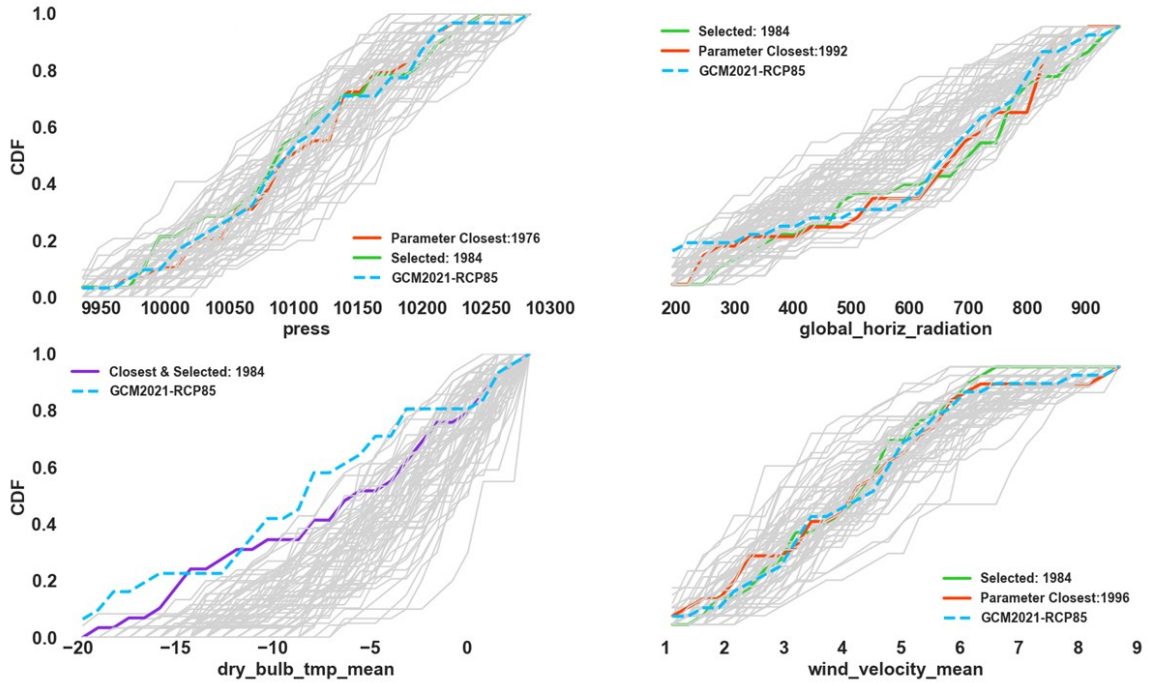 1.0
0.8
0.6
0.4
0.2
0.0
CDF
Parameter Closest:1976
Selected: 1984
GCM2021-RCP85
9950 10000 10050 10100 10150 10200 10250 10300
press
Selected: 1984
Parameter Closest:1992
GCM2021-RCP85
200 300 400 500 600 700 800 900
global_horiz_radiation
1.0
0.8
0.6
0.4
0.2
0.0
CDF
Closest & Selected: 1984
GCM2021-RCP85
−20 −15 −10 −5 0
dry_bulb_tmp_mean
Selected: 1984
Parameter Closest:1996
GCM2021-RCP85
1 2 3 4 5 6 7 8 9
wind_velocity_mean